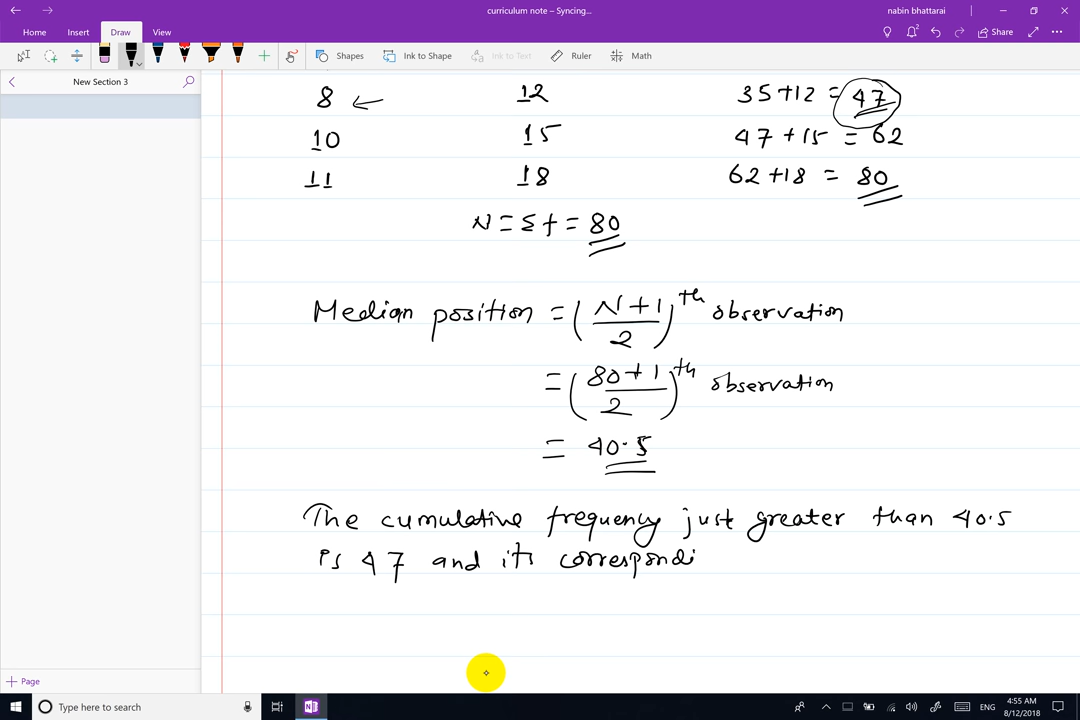 curriculum note – Syncing...
nabin bhattarai
Home Insert Draw View
Share
Shapes Ink to Shape Ink to Text Ruler Math
New Section 3
8 12 35+12 = 47
10 15 47+15 = 62
11 18 62+18 = 80
N = Σf = 80
Median position = (N+1/2)th observation
= (80+1/2)th observation
= 40.5
The cumulative frequency just greater than 40.5
is 47 and its correspondi
Page
Type here to search
ENG
4:55 AM
8/12/2018